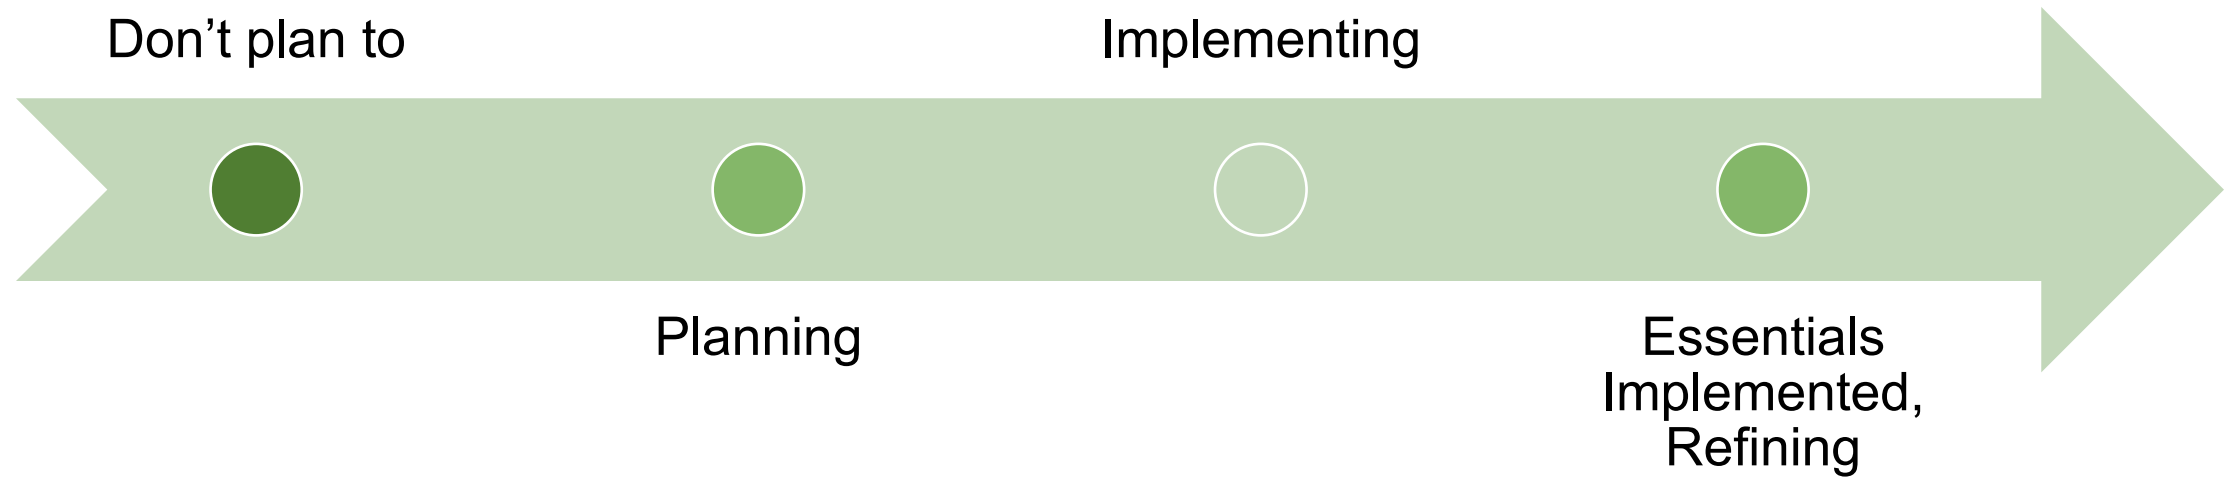 Don’t plan to
Implementing
Planning
Essentials
Implemented,
Refining